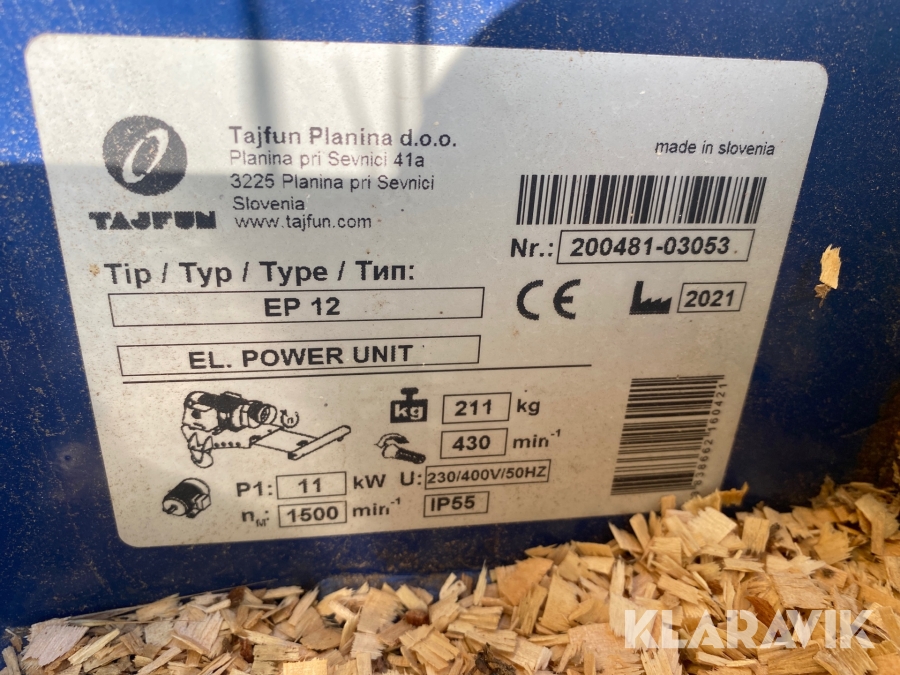 Tajfun Planina d.o.o.
Planina pri Sevnici 41a
3225 Planina pri Sevnici
Slovenia
www.tajfun.com
TAJFUN
made in slovenia
Nr.: 200481-03053
Tip / Typ / Type / Тип:
EP 12
CE
2021
EL. POWER UNIT
kg 211 kg
n
430 min-1
P1: 11 kW U: 230/400V/50HZ
nM: 1500 min-1 IP55
3838662160421
KLARAVIK